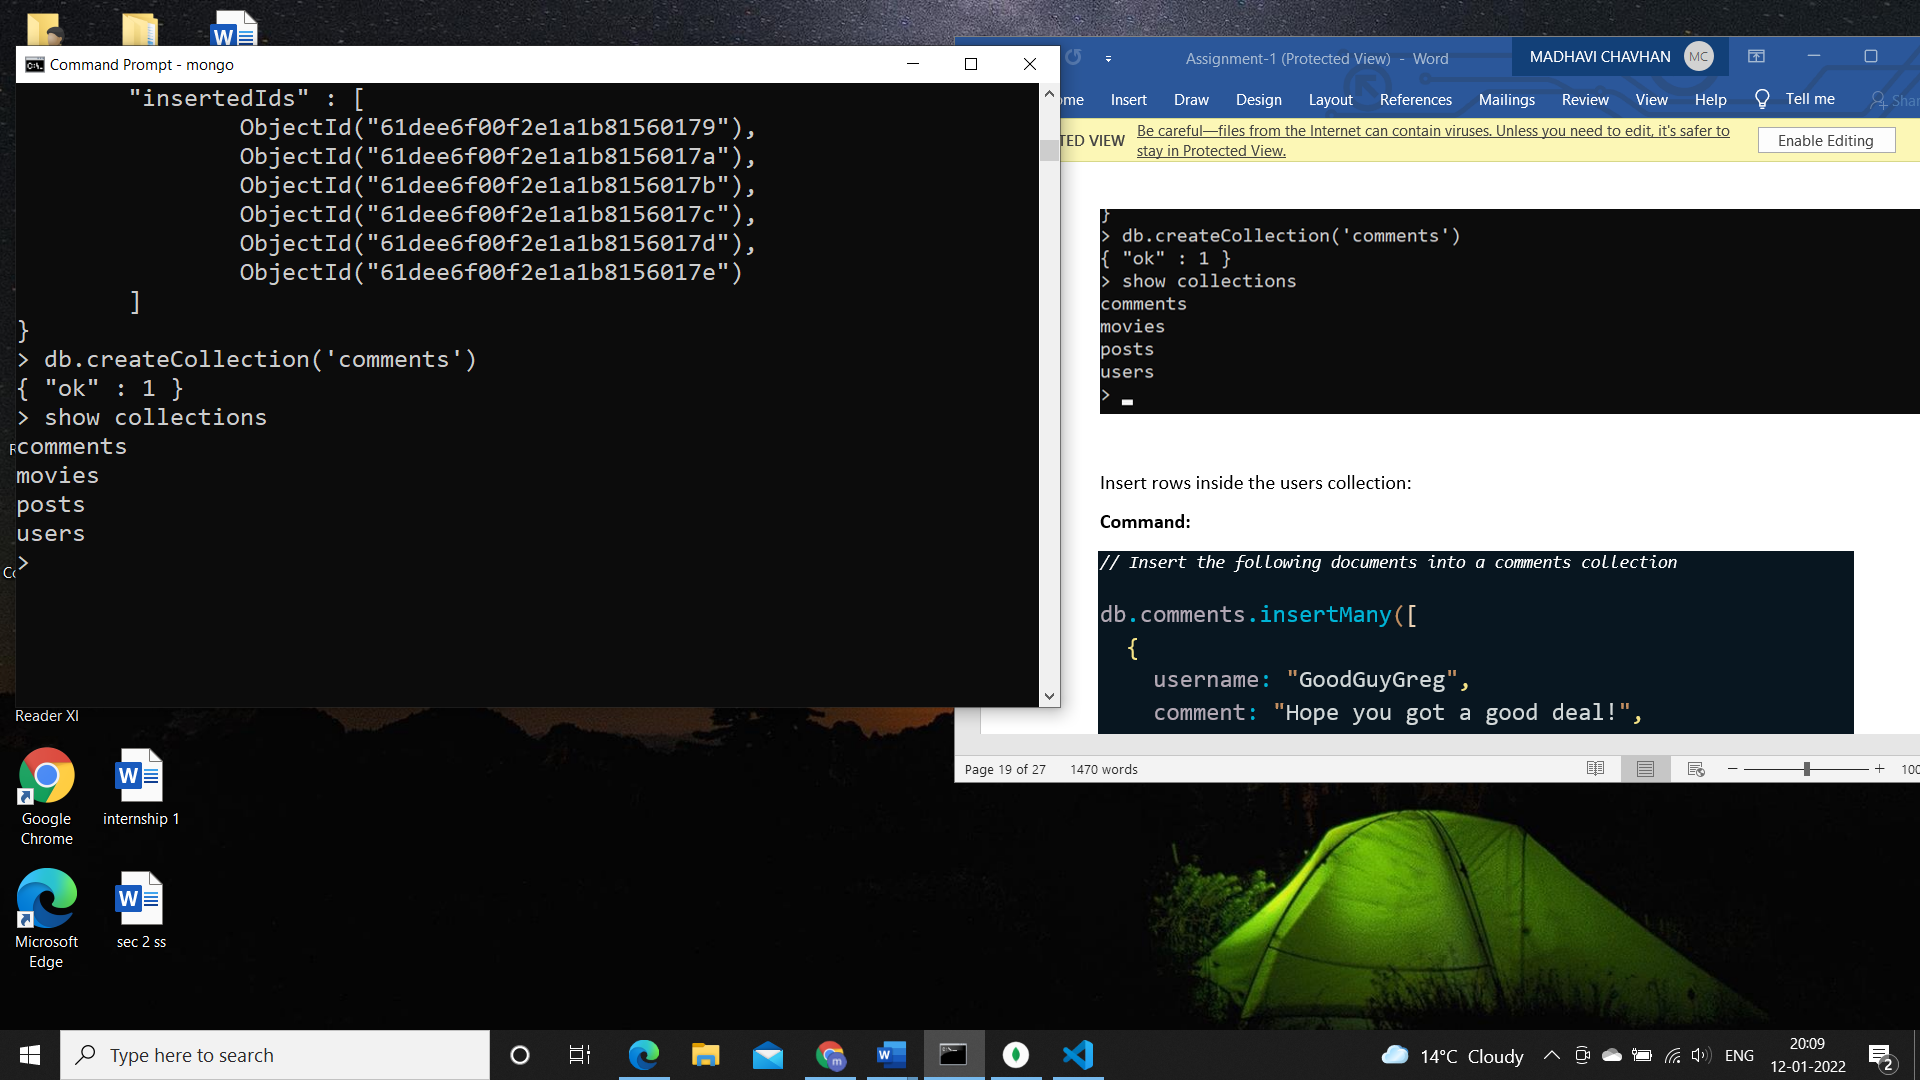 Command Prompt - mongo
"insertedIds" : [
ObjectId("61dee6f00f2e1a1b81560179"),
ObjectId("61dee6f00f2e1a1b8156017a"),
ObjectId("61dee6f00f2e1a1b8156017b"),
ObjectId("61dee6f00f2e1a1b8156017c"),
ObjectId("61dee6f00f2e1a1b8156017d"),
ObjectId("61dee6f00f2e1a1b8156017e")
]
}
> db.createCollection('comments')
{ "ok" : 1 }
> show collections
comments
movies
posts
users
>
Assignment-1 (Protected View) - Word
MADHAVI CHAVHAN MC
ome Insert Draw Design Layout References Mailings Review View Help Tell me Shar
TED VIEW Be careful—files from the Internet can contain viruses. Unless you need to edit, it's safer to
stay in Protected View.
Enable Editing
}
> db.createCollection('comments')
{ "ok" : 1 }
> show collections
comments
movies
posts
users
>
Insert rows inside the users collection:
Command:
// Insert the following documents into a comments collection
db.comments.insertMany([
{
username: "GoodGuyGreg",
comment: "Hope you got a good deal!",
Page 19 of 27 1470 words
100
R
Co
Reader XI
Google
Chrome
internship 1
Microsoft
Edge
sec 2 ss
Type here to search
14°C Cloudy
ENG
20:09
12-01-2022
2